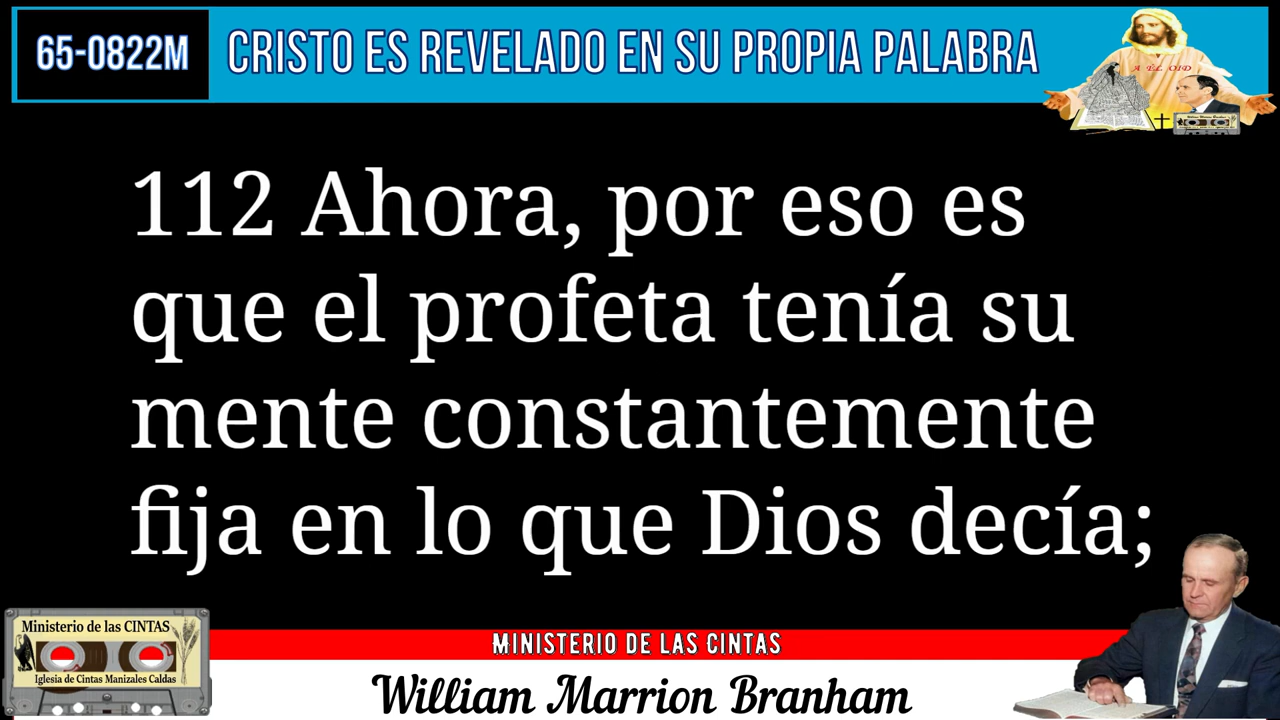 65-0822M CRISTO ES REVELADO EN SU PROPIA PALABRA
A ÉL OID
112 Ahora, por eso es
que el profeta tenía su
mente constantemente
fija en lo que Dios decía;
Ministerio de las CINTAS
Iglesia de Cintas Manizales Caldas
MINISTERIO DE LAS CINTAS
William Marrion Branham